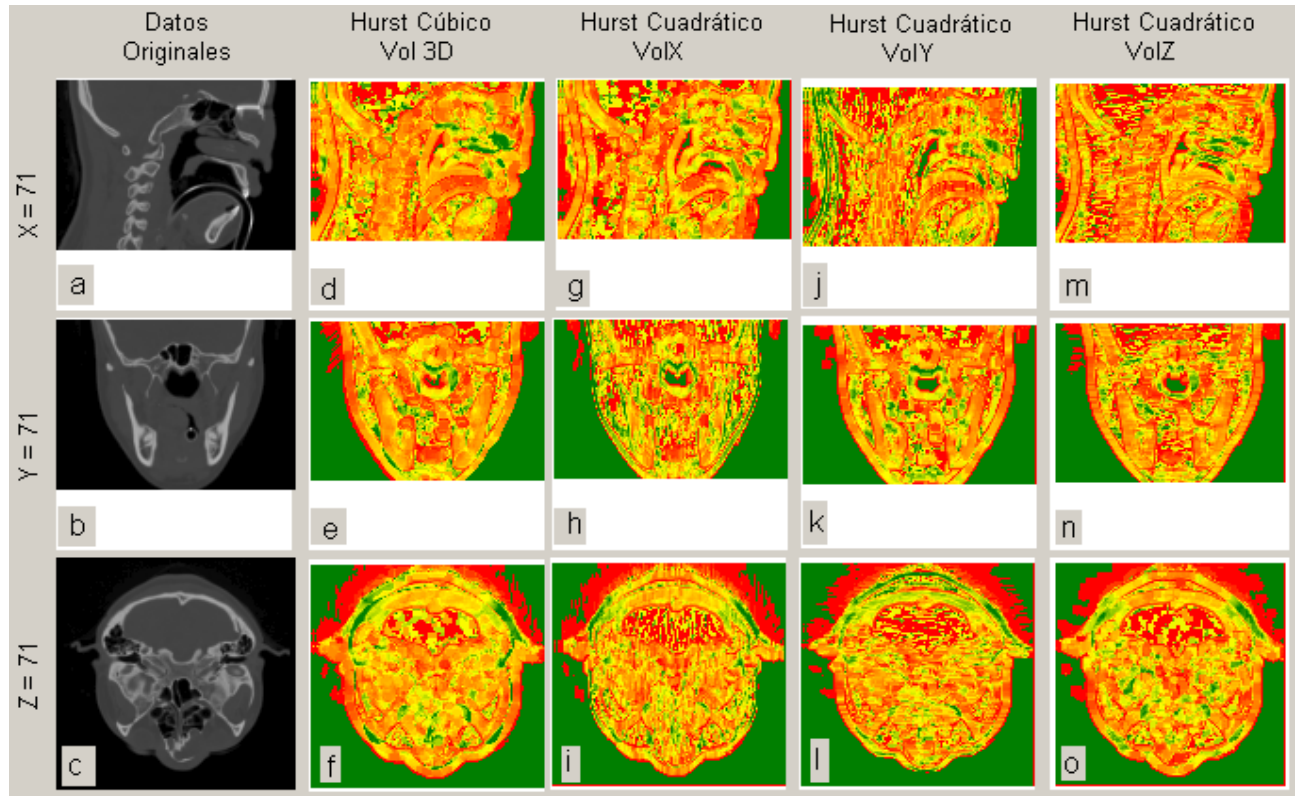 Datos
Originales
Hurst Cúbico
Vol 3D
Hurst Cuadrático
VolX
Hurst Cuadrático
VolY
Hurst Cuadrático
VolZ
X = 71
a
d
g
j
m
Y = 71
b
e
h
k
n
Z = 71
c
f
i
l
o